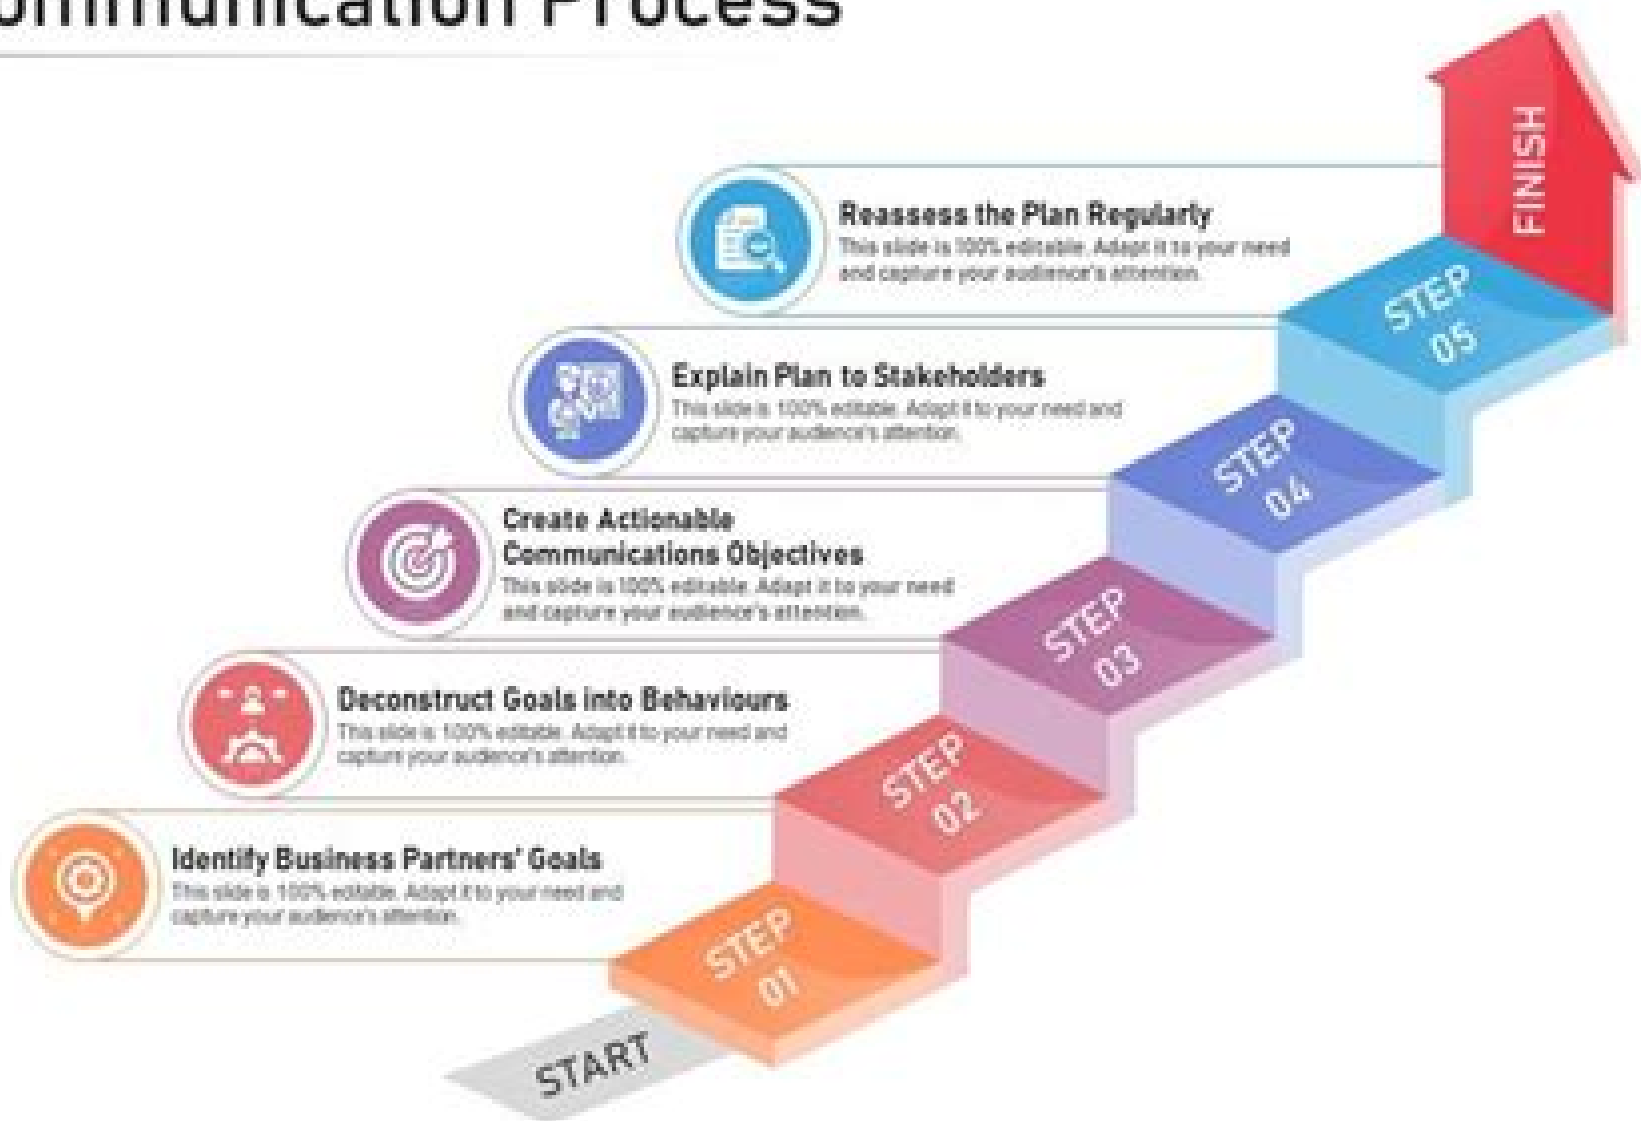 ommunication Process
FINISH
Reassess the Plan Regularly
This slide is 100% editable. Adapt it to your need
and capture your audience's attention.
STEP
05
Explain Plan to Stakeholders
This slide is 100% editable. Adapt it to your need and
capture your audience's attention.
STEP
04
Create Actionable
Communications Objectives
This slide is 100% editable. Adapt it to your need
and capture your audience's attention.
STEP
03
Deconstruct Goals into Behaviours
This slide is 100% editable. Adapt it to your need and
capture your audience's attention.
STEP
02
Identify Business Partners' Goals
This slide is 100% editable. Adapt it to your need and
capture your audience's attention.
STEP
01
START